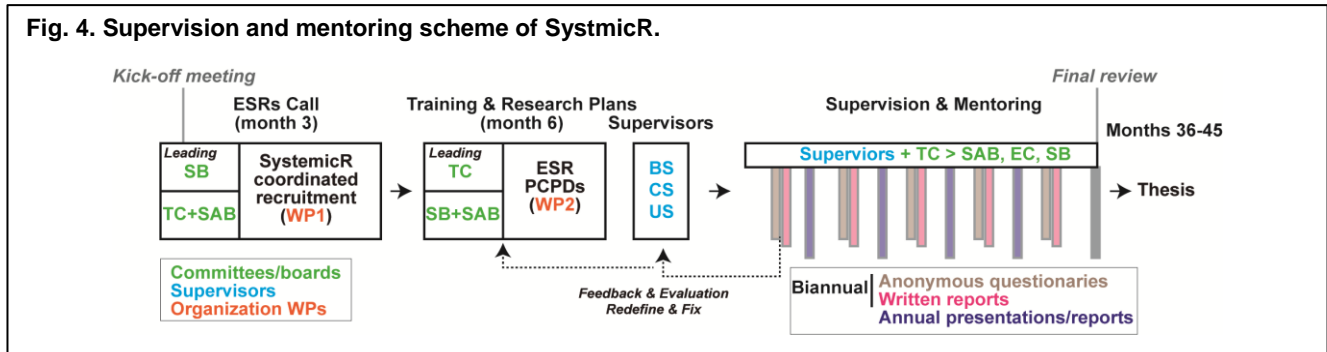 Fig. 4. Supervision and mentoring scheme of SystmicR.
Kick-off meeting
Final review
ESRs Call
(month 3)
Training & Research Plans
(month 6)
Supervisors
Supervision & Mentoring
Months 36-45
Leading
SB
TC+SAB
SystemicR
coordinated
recruitment
(WP1)
Leading
TC
SB+SAB
ESR
PCPDs
(WP2)
BS
CS
US
Superviors + TC > SAB, EC, SB
Thesis
Committees/boards
Supervisors
Organization WPs
Feedback & Evaluation
Redefine & Fix
Biannual
Anonymous questionaries
Written reports
Annual presentations/reports